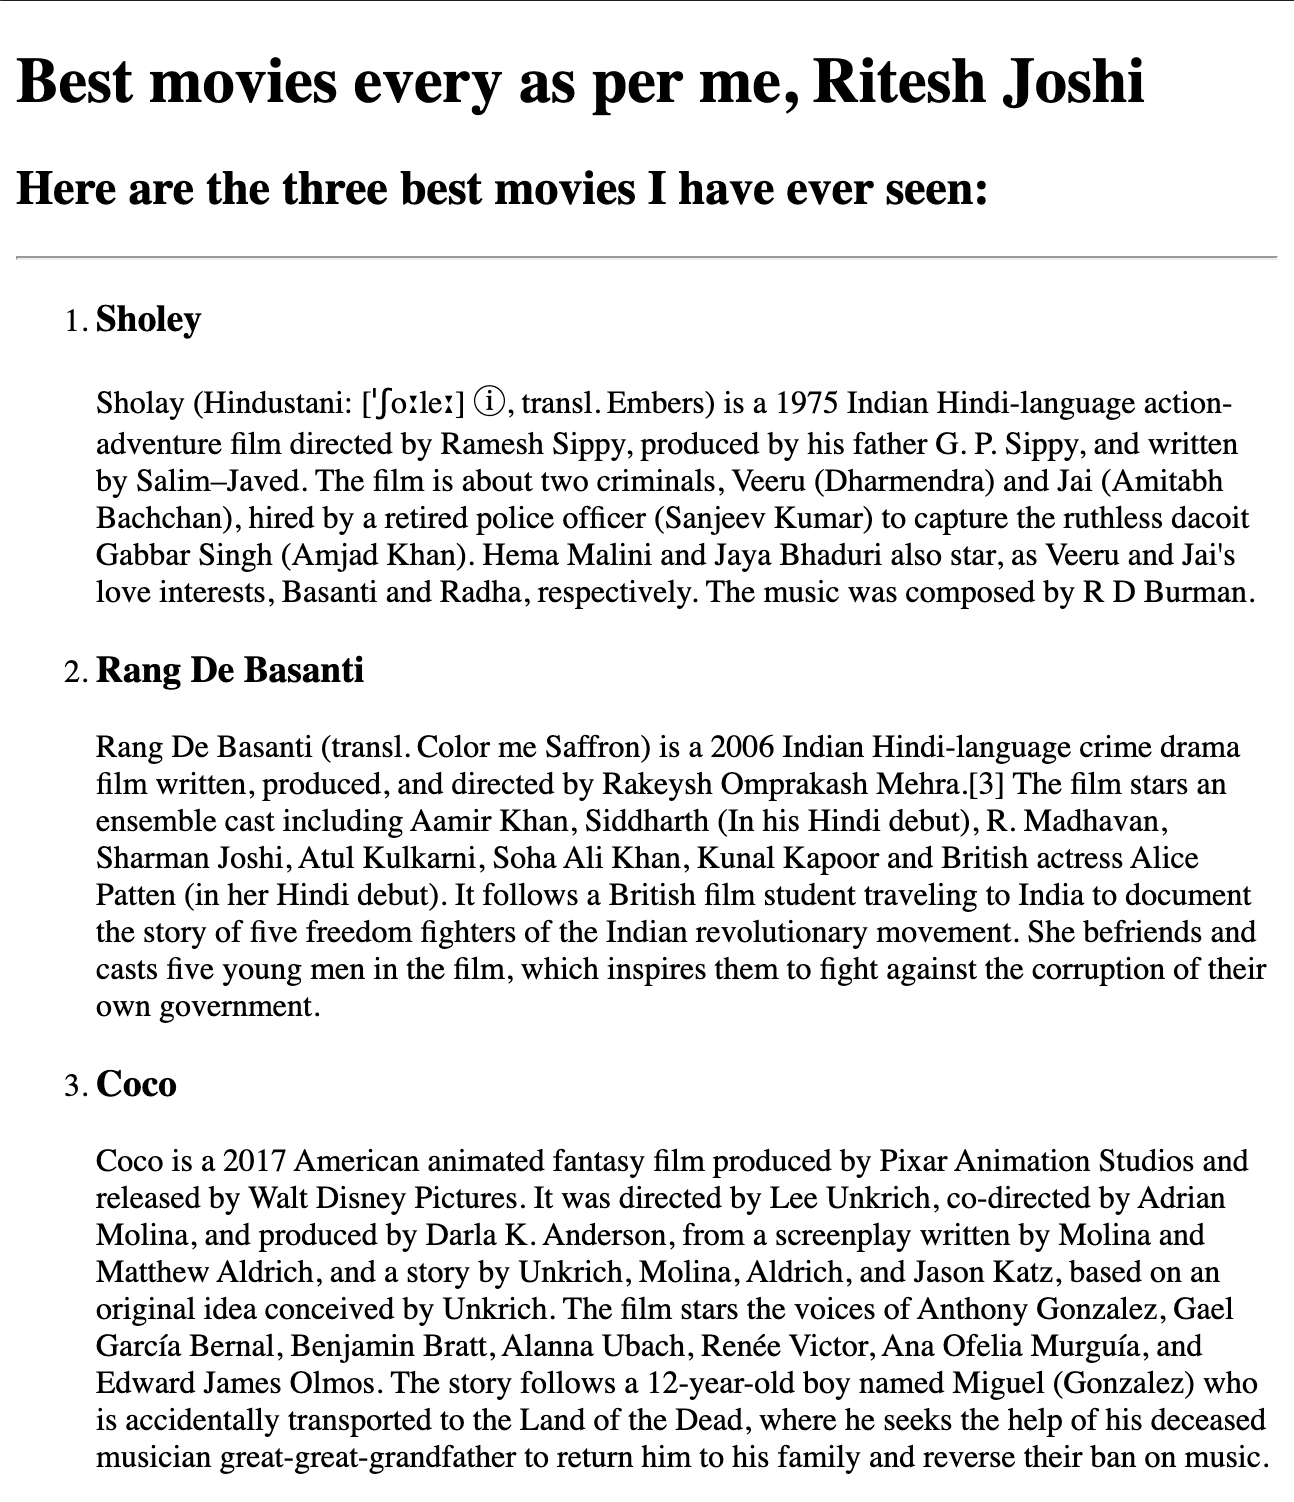 Best movies every as per me, Ritesh Joshi
Here are the three best movies I have ever seen:
1. Sholey
Sholay (Hindustani: [ˈʃoːleː] ⓘ, transl. Embers) is a 1975 Indian Hindi-language action-
adventure film directed by Ramesh Sippy, produced by his father G. P. Sippy, and written
by Salim–Javed. The film is about two criminals, Veeru (Dharmendra) and Jai (Amitabh
Bachchan), hired by a retired police officer (Sanjeev Kumar) to capture the ruthless dacoit
Gabbar Singh (Amjad Khan). Hema Malini and Jaya Bhaduri also star, as Veeru and Jai's
love interests, Basanti and Radha, respectively. The music was composed by R D Burman.
2. Rang De Basanti
Rang De Basanti (transl. Color me Saffron) is a 2006 Indian Hindi-language crime drama
film written, produced, and directed by Rakeysh Omprakash Mehra.[3] The film stars an
ensemble cast including Aamir Khan, Siddharth (In his Hindi debut), R. Madhavan,
Sharman Joshi, Atul Kulkarni, Soha Ali Khan, Kunal Kapoor and British actress Alice
Patten (in her Hindi debut). It follows a British film student traveling to India to document
the story of five freedom fighters of the Indian revolutionary movement. She befriends and
casts five young men in the film, which inspires them to fight against the corruption of their
own government.
3. Coco
Coco is a 2017 American animated fantasy film produced by Pixar Animation Studios and
released by Walt Disney Pictures. It was directed by Lee Unkrich, co-directed by Adrian
Molina, and produced by Darla K. Anderson, from a screenplay written by Molina and
Matthew Aldrich, and a story by Unkrich, Molina, Aldrich, and Jason Katz, based on an
original idea conceived by Unkrich. The film stars the voices of Anthony Gonzalez, Gael
García Bernal, Benjamin Bratt, Alanna Ubach, Renée Victor, Ana Ofelia Murguía, and
Edward James Olmos. The story follows a 12-year-old boy named Miguel (Gonzalez) who
is accidentally transported to the Land of the Dead, where he seeks the help of his deceased
musician great-great-grandfather to return him to his family and reverse their ban on music.